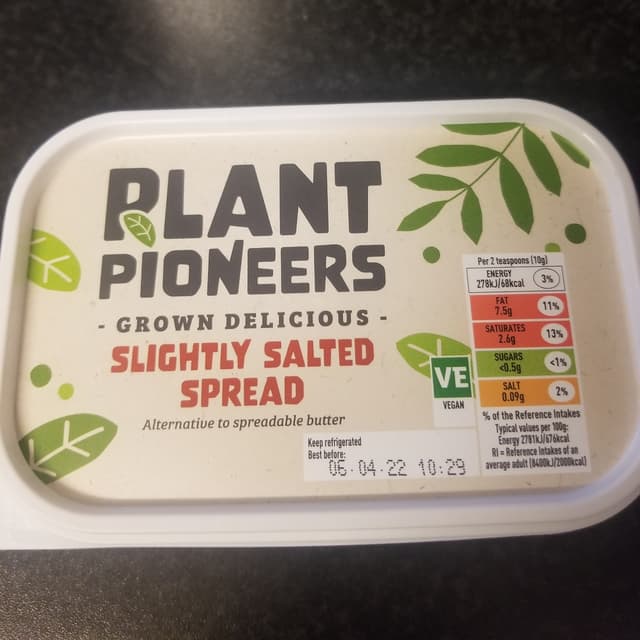 PLANT
PIONEERS
- GROWN DELICIOUS -
SLIGHTLY SALTED
SPREAD
Alternative to spreadable butter
VE
VEGAN
Keep refrigerated
Best before:
06.04.22 10:29
Per 2 teaspoons (10g)
ENERGY
278kJ/68kcal 3%
FAT
7.5g 11%
SATURATES
2.6g 13%
SUGARS
<0.5g <1%
SALT
0.09g 2%
% of the Reference Intakes
Typical values per 100g:
Energy 2781kJ/676kcal
RI = Reference Intakes of an
average adult (8400kJ/2000kcal)